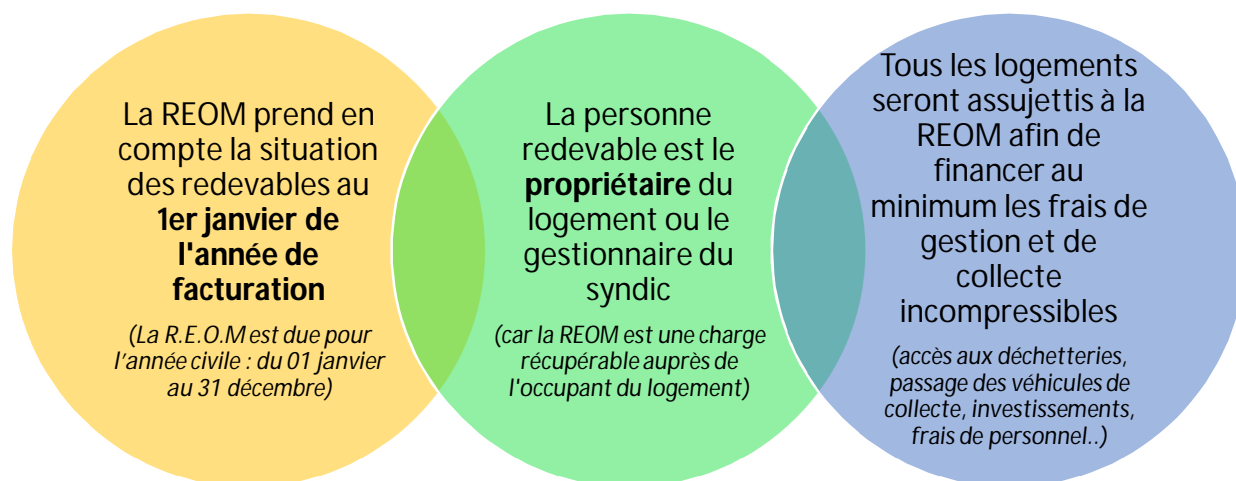 La REOM prend en
compte la situation
des redevables au
1er janvier de
l'année de
facturation
(La R.E.O.M est due pour
l'année civile : du 01 janvier
au 31 décembre)
La personne
redevable est le
propriétaire du
logement ou le
gestionnaire du
syndic
(car la REOM est une charge
récupérable auprès de
l'occupant du logement)
Tous les logements
seront assujettis à la
REOM afin de
financer au
minimum les frais de
gestion et de
collecte
incompressibles
(accès aux déchetteries,
passage des véhicules de
collecte, investissements,
frais de personnel..)